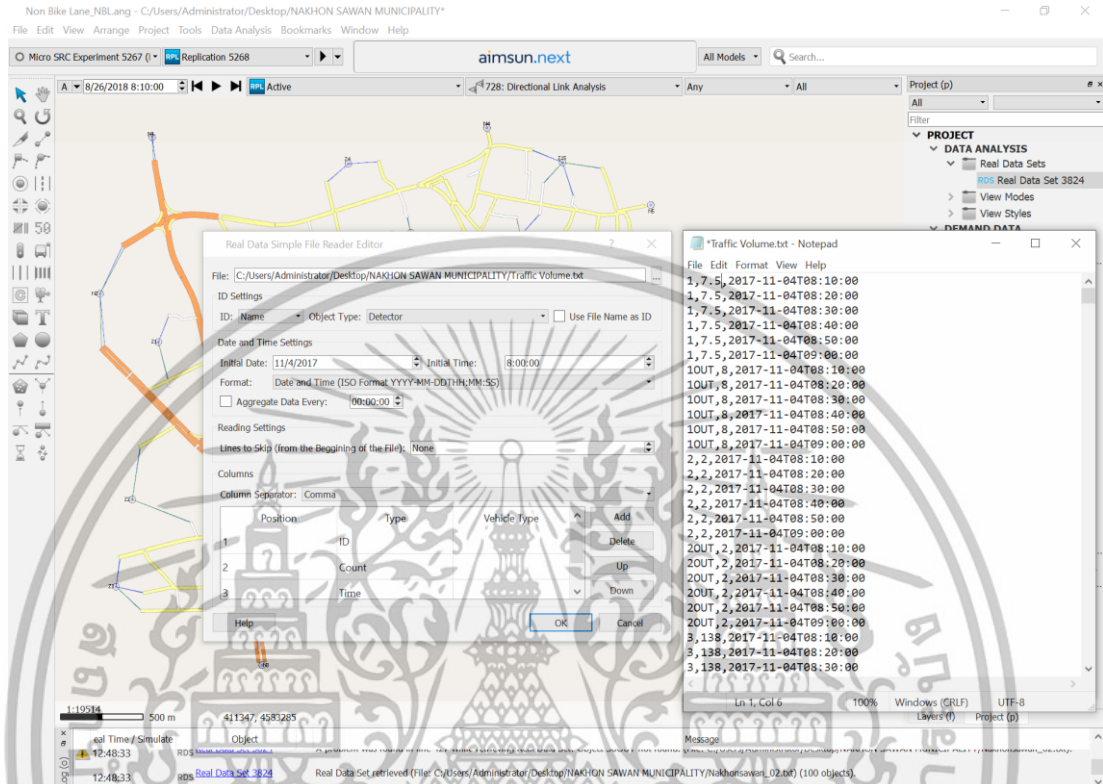 Non Bike Lane_NBL.ang - C:/Users/Administrator/Desktop/NAKHON SAWAN MUNICIPALITY*
File Edit View Arrange Project Tools Data Analysis Bookmarks Window Help
Micro SRC Experiment 5267 (I
RPL Replication 5268
aimsun.next
All Models
Search...
A 8/26/2018 8:10:00
RPL Active
728: Directional Link Analysis
Any
All
Project (p)
All
Filter
PROJECT
DATA ANALYSIS
Real Data Sets
RDS Real Data Set 3824
View Modes
View Styles
DEMAND DATA
Real Data Simple File Reader Editor
File: C:/Users/Administrator/Desktop/NAKHON SAWAN MUNICIPALITY/Traffic Volume.txt
ID Settings
ID: Name Object Type: Detector Use File Name as ID
Date and Time Settings
Initial Date: 11/4/2017 Initial Time: 8:00:00
Format: Date and Time (ISO Format YYYY-MM-DDTHH:MM:SS)
Aggregate Data Every: 00:00:00
Reading Settings
Lines to Skip (from the Beggining of the File): None
Columns
Column Separator: Comma
Position Type Vehicle Type
1 ID
2 Count
3 Time
Add
Delete
Up
Down
Help OK Cancel
*Traffic Volume.txt - Notepad
File Edit Format View Help
1,7.5,2017-11-04T08:10:00
1,7.5,2017-11-04T08:20:00
1,7.5,2017-11-04T08:30:00
1,7.5,2017-11-04T08:40:00
1,7.5,2017-11-04T08:50:00
1,7.5,2017-11-04T09:00:00
1OUT,8,2017-11-04T08:10:00
1OUT,8,2017-11-04T08:20:00
1OUT,8,2017-11-04T08:30:00
1OUT,8,2017-11-04T08:40:00
1OUT,8,2017-11-04T08:50:00
1OUT,8,2017-11-04T09:00:00
2,2,2017-11-04T08:10:00
2,2,2017-11-04T08:20:00
2,2,2017-11-04T08:30:00
2,2,2017-11-04T08:40:00
2,2,2017-11-04T08:50:00
2,2,2017-11-04T09:00:00
2OUT,2,2017-11-04T08:10:00
2OUT,2,2017-11-04T08:20:00
2OUT,2,2017-11-04T08:30:00
2OUT,2,2017-11-04T08:40:00
2OUT,2,2017-11-04T08:50:00
2OUT,2,2017-11-04T09:00:00
3,138,2017-11-04T08:10:00
3,138,2017-11-04T08:20:00
3,138,2017-11-04T08:30:00
Ln 1, Col 6 100% Windows (CRLF) UTF-8
Layers (l) Project (p)
1:19514
500 m
411347, 4583285
eal Time / Simulate Object Message
12:48:33
12:48:33 RDS Real Data Set 3824 Real Data Set retrieved (File: C:/Users/Administrator/Desktop/NAKHON SAWAN MUNICIPALITY/Nakhonsawan_02.txt) (100 objects).